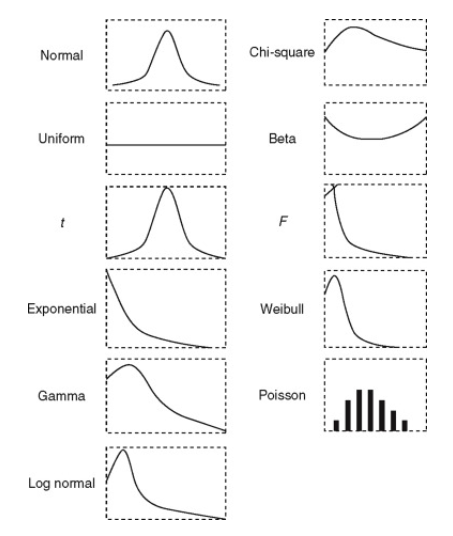 Normal
Chi-square
Uniform
Beta
t
F
Exponential
Weibull
Gamma
Poisson
Log normal